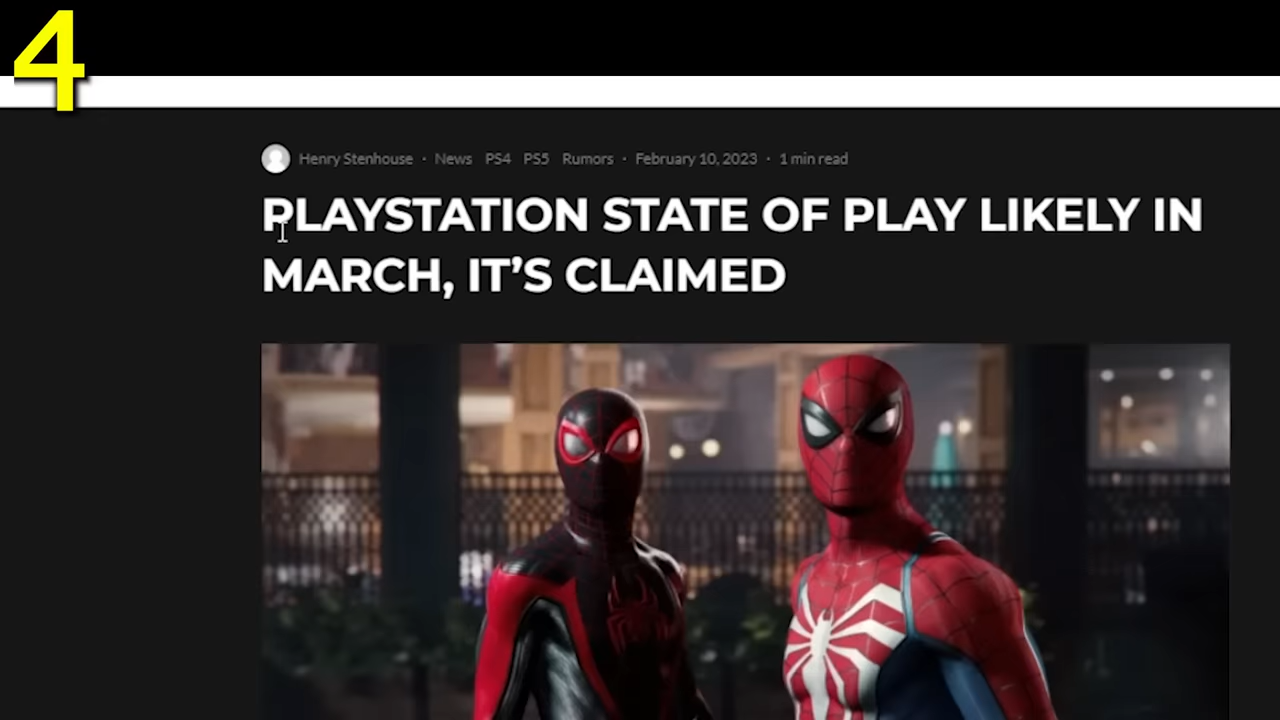 4
Henry Stenhouse · News PS4 PS5 Rumors · February 10, 2023 · 1 min read
PLAYSTATION STATE OF PLAY LIKELY IN
MARCH, IT’S CLAIMED